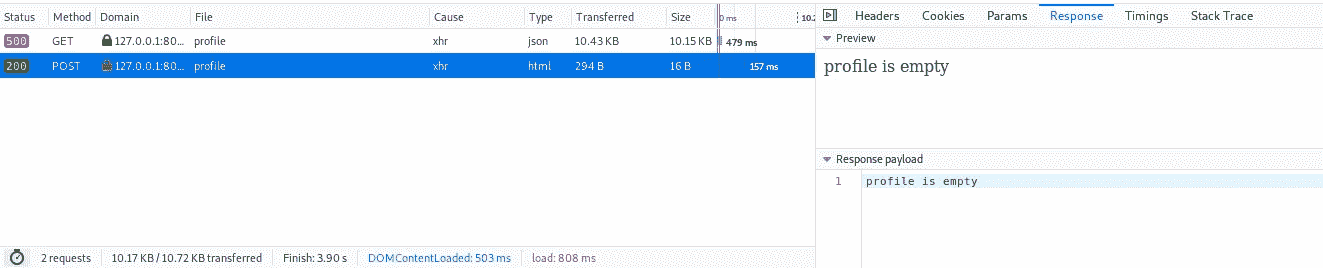 Status Method Domain File Cause Type Transferred Size 0 ms 10.2
500 GET 127.0.0.1:80... profile xhr json 10.43 KB 10.15 KB 479 ms
200 POST 127.0.0.1:80... profile xhr html 294 B 16 B 157 ms
2 requests 10.17 KB / 10.72 KB transferred Finish: 3.90 s DOMContentLoaded: 503 ms load: 808 ms
Headers Cookies Params Response Timings Stack Trace
Preview
profile is empty
Response payload
1 profile is empty